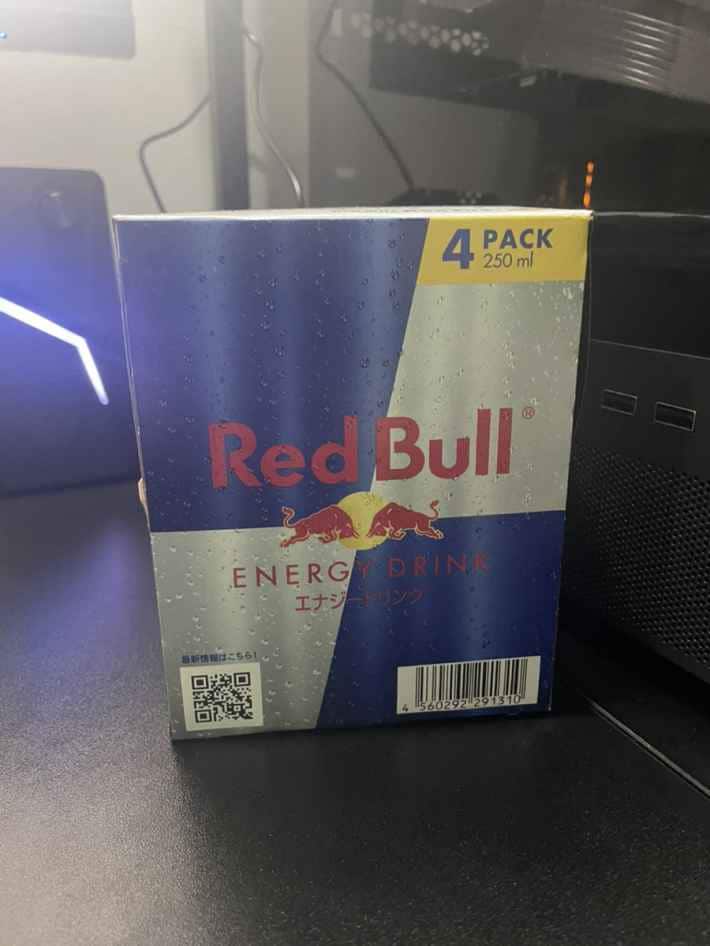 4 PACK
250 ml
Red Bull®
ENERGY DRINK
エナジードリンク
最新情報はこちら！
4 560292 291310